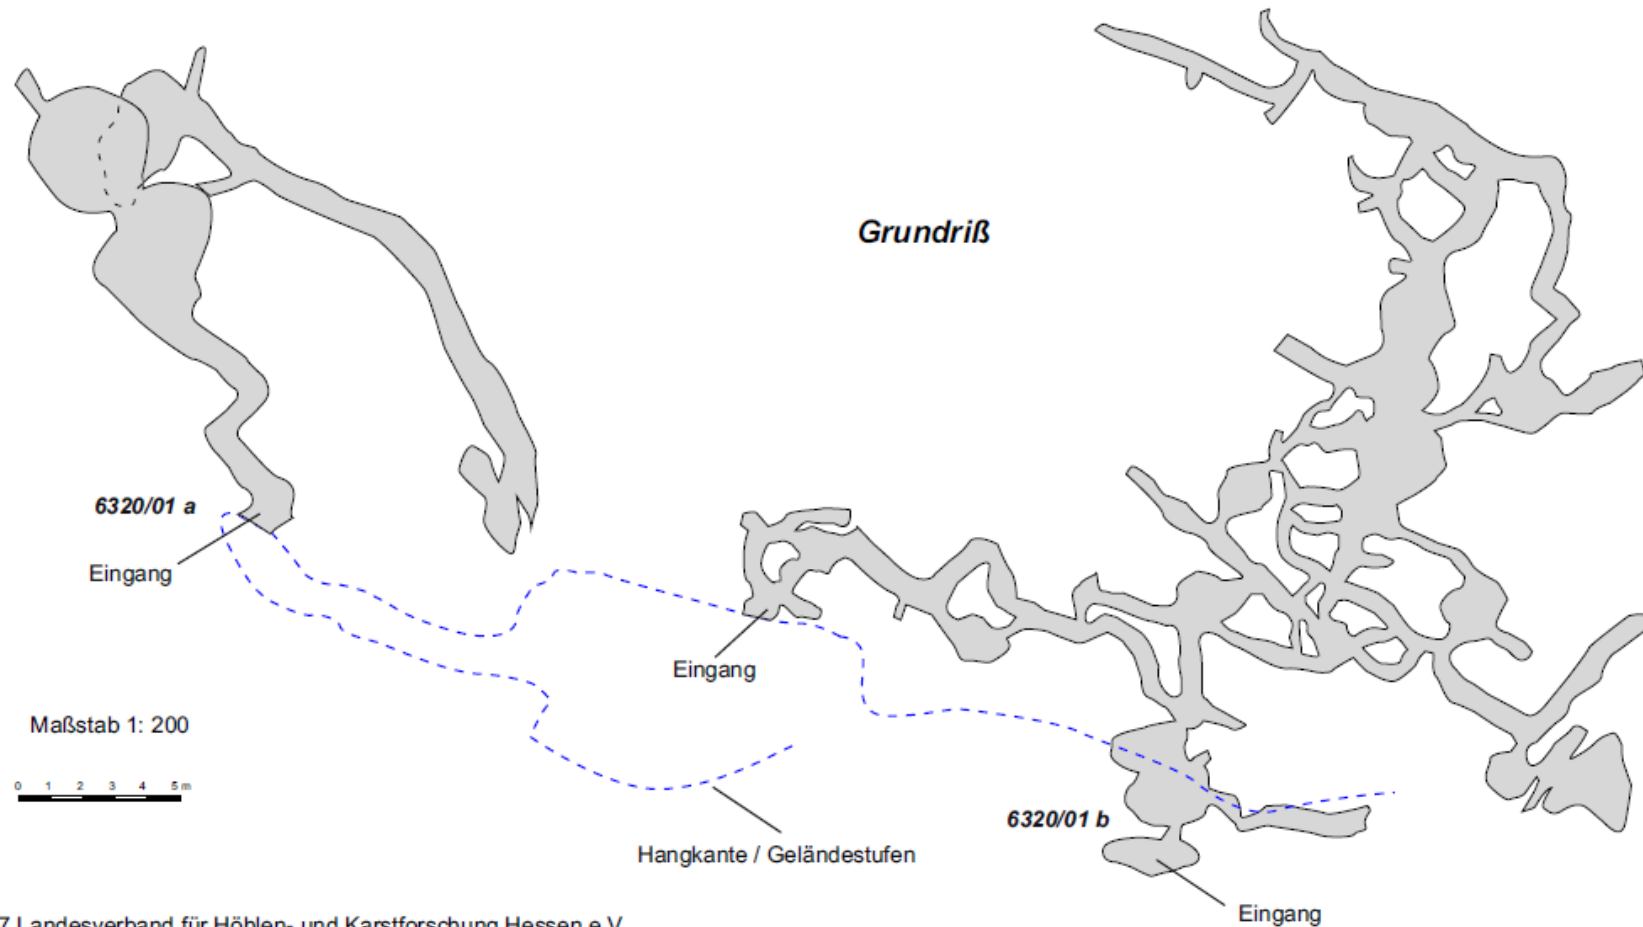 Grundriß
6320/01 a
Eingang
Eingang
Maßstab 1: 200
0 1 2 3 4 5 m
6320/01 b
Hangkante / Geländestufen
Eingang
7 Landesverband für Höhlen- und Karstforschung Hessen e.V.